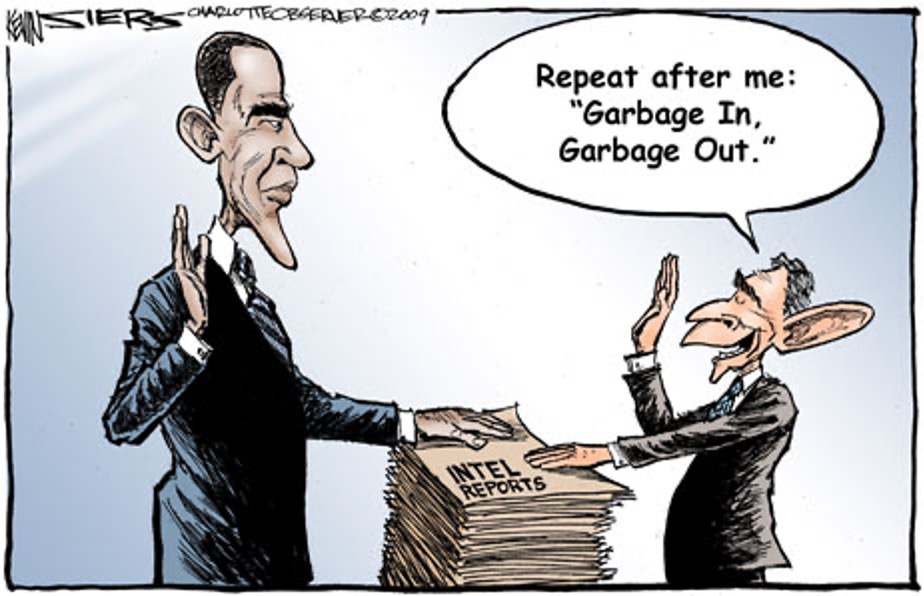 KEVIN SIERS CHARLOTTE OBSERVER © 2009
Repeat after me:
“Garbage In,
Garbage Out.”
INTEL
REPORTS